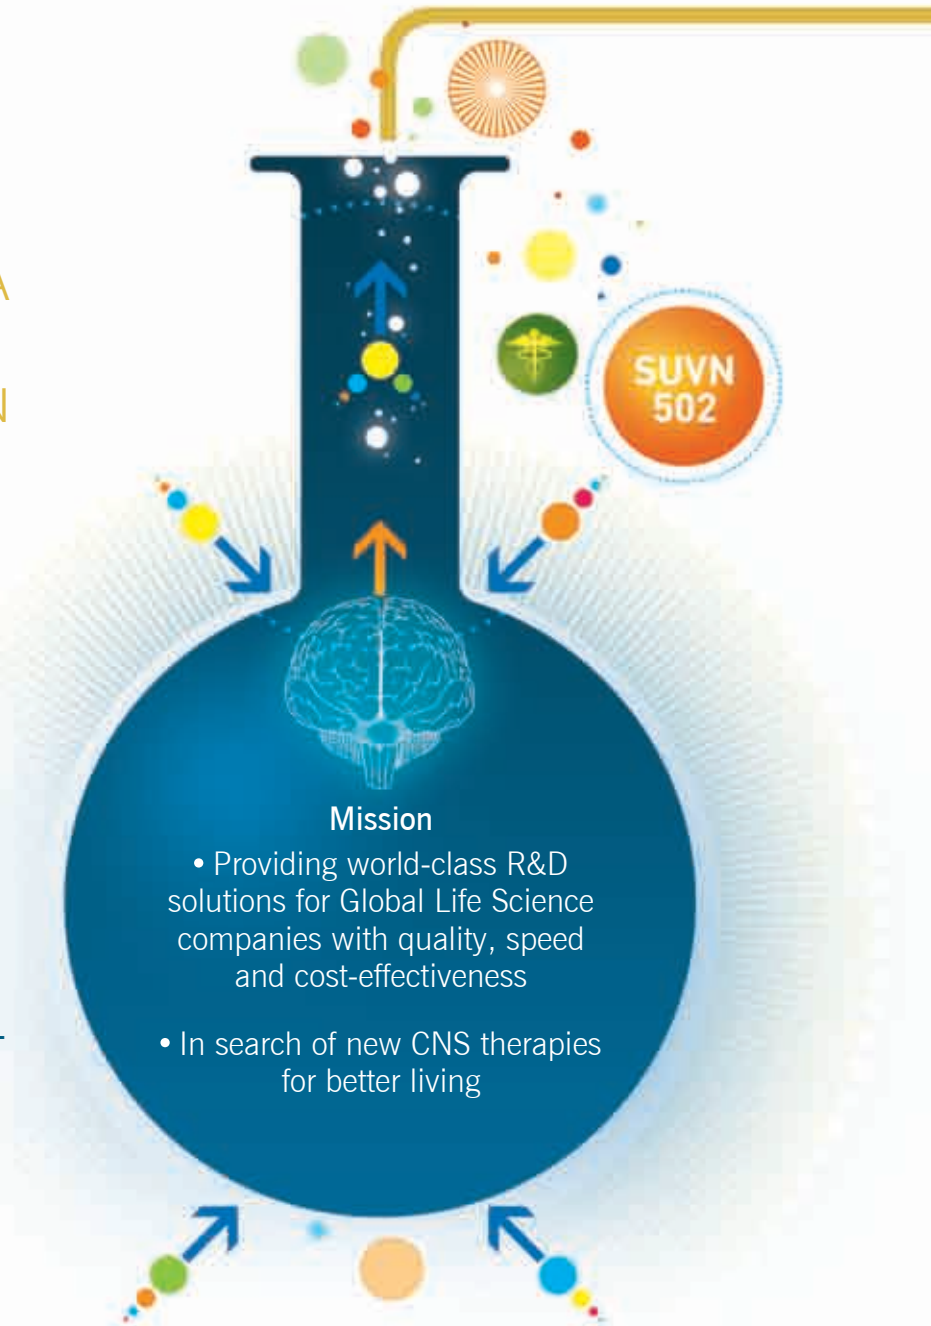 A
N
SUVN
502
Mission
• Providing world-class R&D
solutions for Global Life Science
companies with quality, speed
and cost-effectiveness
• In search of new CNS therapies
for better living